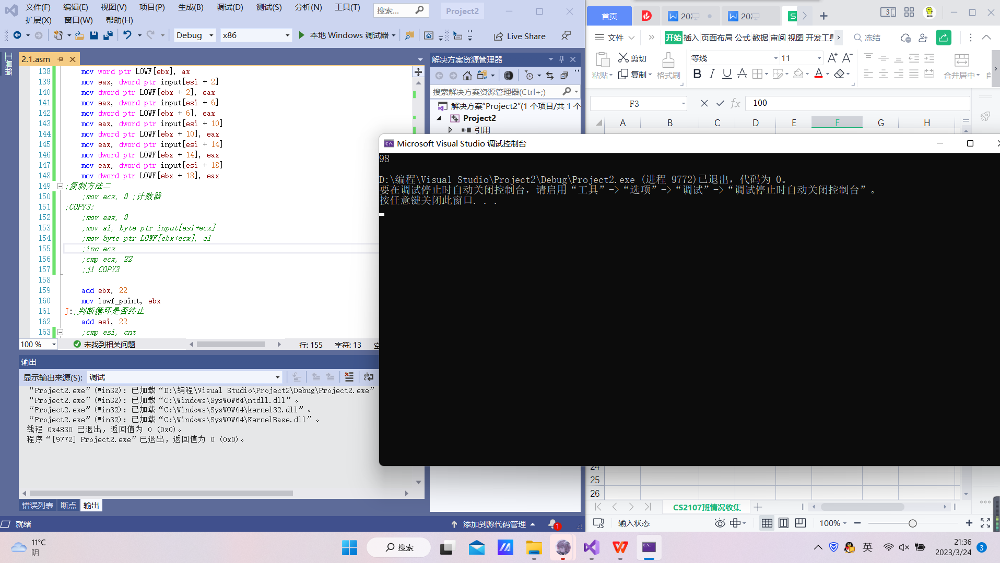 文件(F) 编辑(E) 视图(V) 项目(P) 生成(B) 调试(D) 测试(S) 分析(N) 工具(T) 搜索... Project2
扩展(X) 窗口(W) 帮助(H)
Debug x86 本地 Windows 调试器 Live Share
工具箱
2.1.asm
138 mov word ptr LOWF[ebx], ax
139 mov eax, dword ptr input[esi + 2]
140 mov dword ptr LOWF[ebx + 2], eax
141 mov eax, dword ptr input[esi + 6]
142 mov dword ptr LOWF[ebx + 6], eax
143 mov eax, dword ptr input[esi + 10]
144 mov dword ptr LOWF[ebx + 10], eax
145 mov eax, dword ptr input[esi + 14]
146 mov dword ptr LOWF[ebx + 14], eax
147 mov eax, dword ptr input[esi + 18]
148 mov dword ptr LOWF[ebx + 18], eax
149 ;复制方法二
150 ;mov ecx, 0 ;计数器
151 ;COPY3:
152 ;mov eax, 0
153 ;mov al, byte ptr input[esi+ecx]
154 ;mov byte ptr LOWF[ebx+ecx], al
155 ;inc ecx
156 ;cmp ecx, 22
157 ;jl COPY3
158
159 add ebx, 22
160 mov lowf_point, ebx
161 J:;判断循环是否终止
162 add esi, 22
163 ;cmp esi, cnt
100 % 未找到相关问题 行: 155 字符: 13
解决方案资源管理器
搜索解决方案资源管理器(Ctrl+;)
解决方案“Project2”(1 个项目/共 1 个
Project2
引用
输出
显示输出来源(S): 调试
“Project2.exe”(Win32): 已加载“D:\编程\Visual Studio\Project2\Debug\Project2.exe”
“Project2.exe”(Win32): 已加载“C:\Windows\SysWOW64\ntdll.dll”。
“Project2.exe”(Win32): 已加载“C:\Windows\SysWOW64\kernel32.dll”。
“Project2.exe”(Win32): 已加载“C:\Windows\SysWOW64\KernelBase.dll”。
线程 0x4830 已退出，返回值为 0 (0x0)。
程序“[9772] Project2.exe”已退出，返回值为 0 (0x0)。
错误列表 断点 输出
就绪 添加到源代码管理 1
Microsoft Visual Studio 调试控制台
98
D:\编程\Visual Studio\Project2\Debug\Project2.exe (进程 9772)已退出，代码为 0。
要在调试停止时自动关闭控制台，请启用“工具”->“选项”->“调试”->“调试停止时自动关闭控制台”。
按任意键关闭此窗口. . .
首页 202 202 S 3
文件 开始 插入 页面布局 公式 数据 审阅 视图 开发工具 冻结
粘贴 剪切 复制 格式刷 等线 11 合并居中
F3 fx 100
A B C D E F G H
24
25
26
CS2107班情况收集
输入状态 100%
11°C
阴
搜索
英
21:36
2023/3/24
3